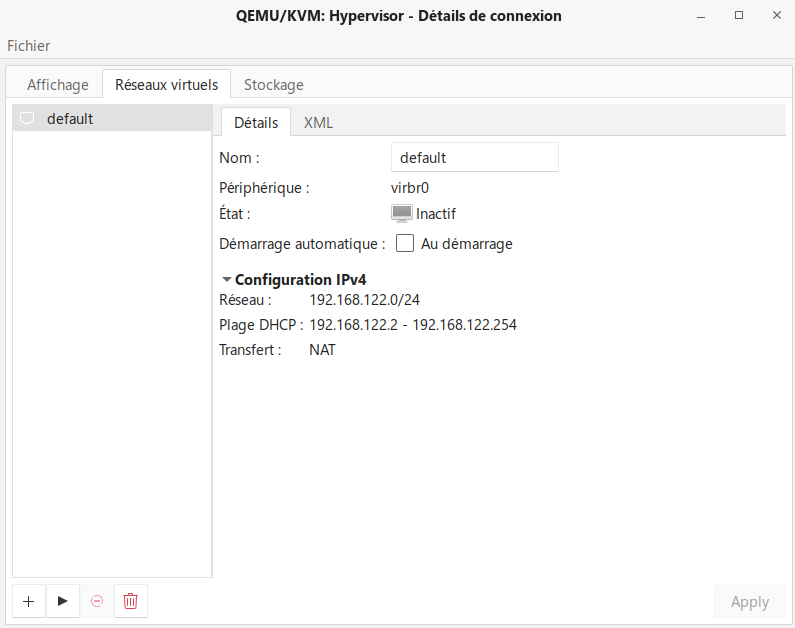 QEMU/KVM: Hypervisor - Détails de connexion
Fichier
Affichage Réseaux virtuels Stockage
default
Détails XML
Nom : default
Périphérique : virbr0
État : Inactif
Démarrage automatique : Au démarrage
Configuration IPv4
Réseau : 192.168.122.0/24
Plage DHCP : 192.168.122.2 - 192.168.122.254
Transfert : NAT
Apply